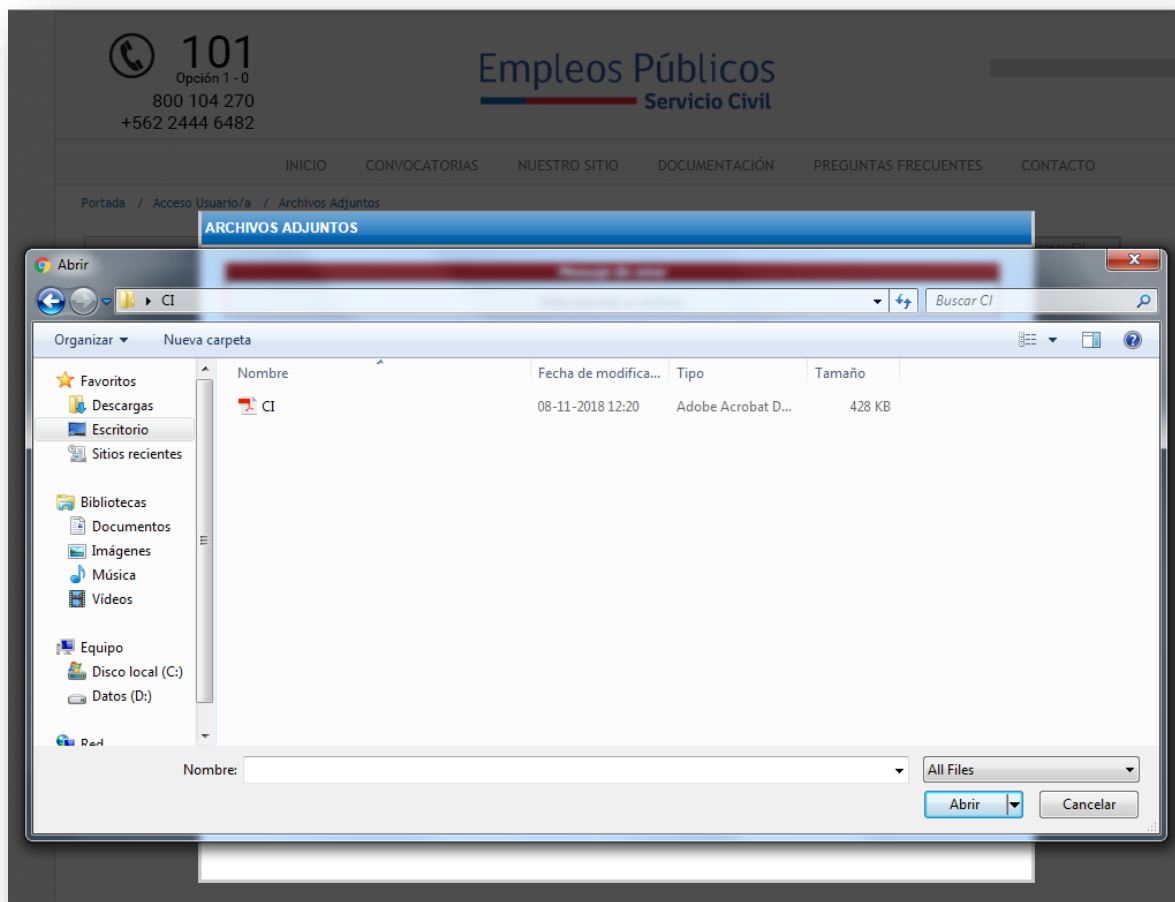 101
Opción 1 - 0
800 104 270
+562 2444 6482
Empleos Públicos
Servicio Civil
INICIO CONVOCATORIAS NUESTRO SITIO DOCUMENTACIÓN PREGUNTAS FRECUENTES CONTACTO
Portada / Acceso Usuario/a / Archivos Adjuntos
ARCHIVOS ADJUNTOS
Abrir
Mensaje de error
CI
Buscar CI
Organizar Nueva carpeta
Nombre Fecha de modifica... Tipo Tamaño
CI 08-11-2018 12:20 Adobe Acrobat D... 428 KB
Favoritos
Descargas
Escritorio
Sitios recientes
Bibliotecas
Documentos
Imágenes
Música
Vídeos
Equipo
Disco local (C:)
Datos (D:)
Red
Nombre: All Files
Abrir Cancelar